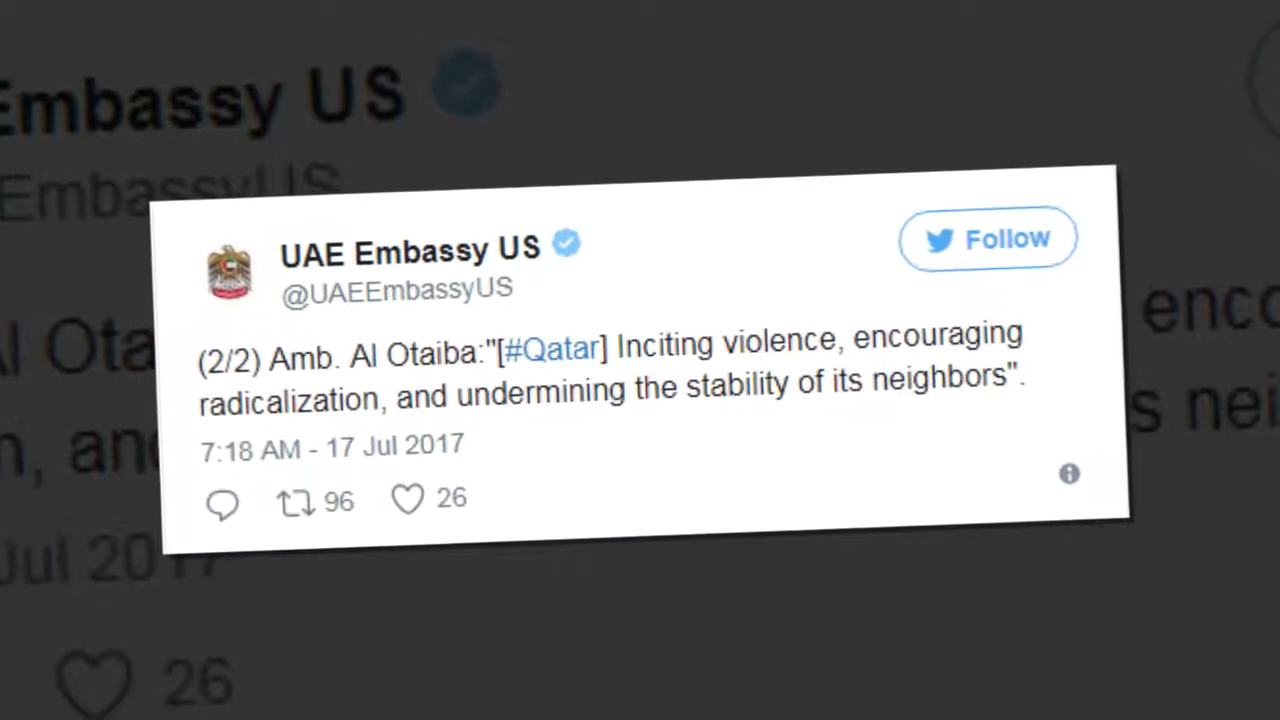 Embassy US
EmbassyUS
UAE Embassy US
@UAEEmbassyUS
Follow
(2/2) Amb. Al Otaiba:"[#Qatar] Inciting violence, encouraging
radicalization, and undermining the stability of its neighbors".
7:18 AM - 17 Jul 2017
96
26
Al Ota
enco
n, and
s nei
Jul 2017
26